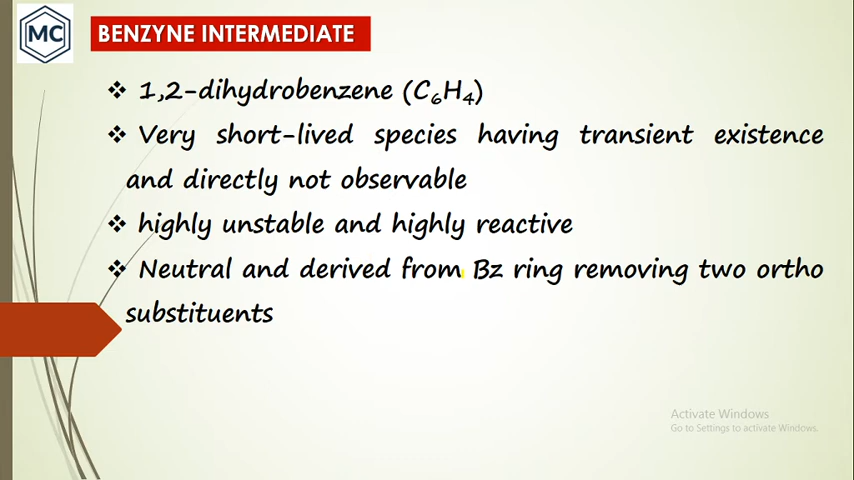 MC
BENZYNE INTERMEDIATE
❖ 1,2-dihydrobenzene (C₆H₄)
❖ Very short-lived species having transient existence
and directly not observable
❖ highly unstable and highly reactive
❖ Neutral and derived from Bz ring removing two ortho
substituents
Activate Windows
Go to Settings to activate Windows.